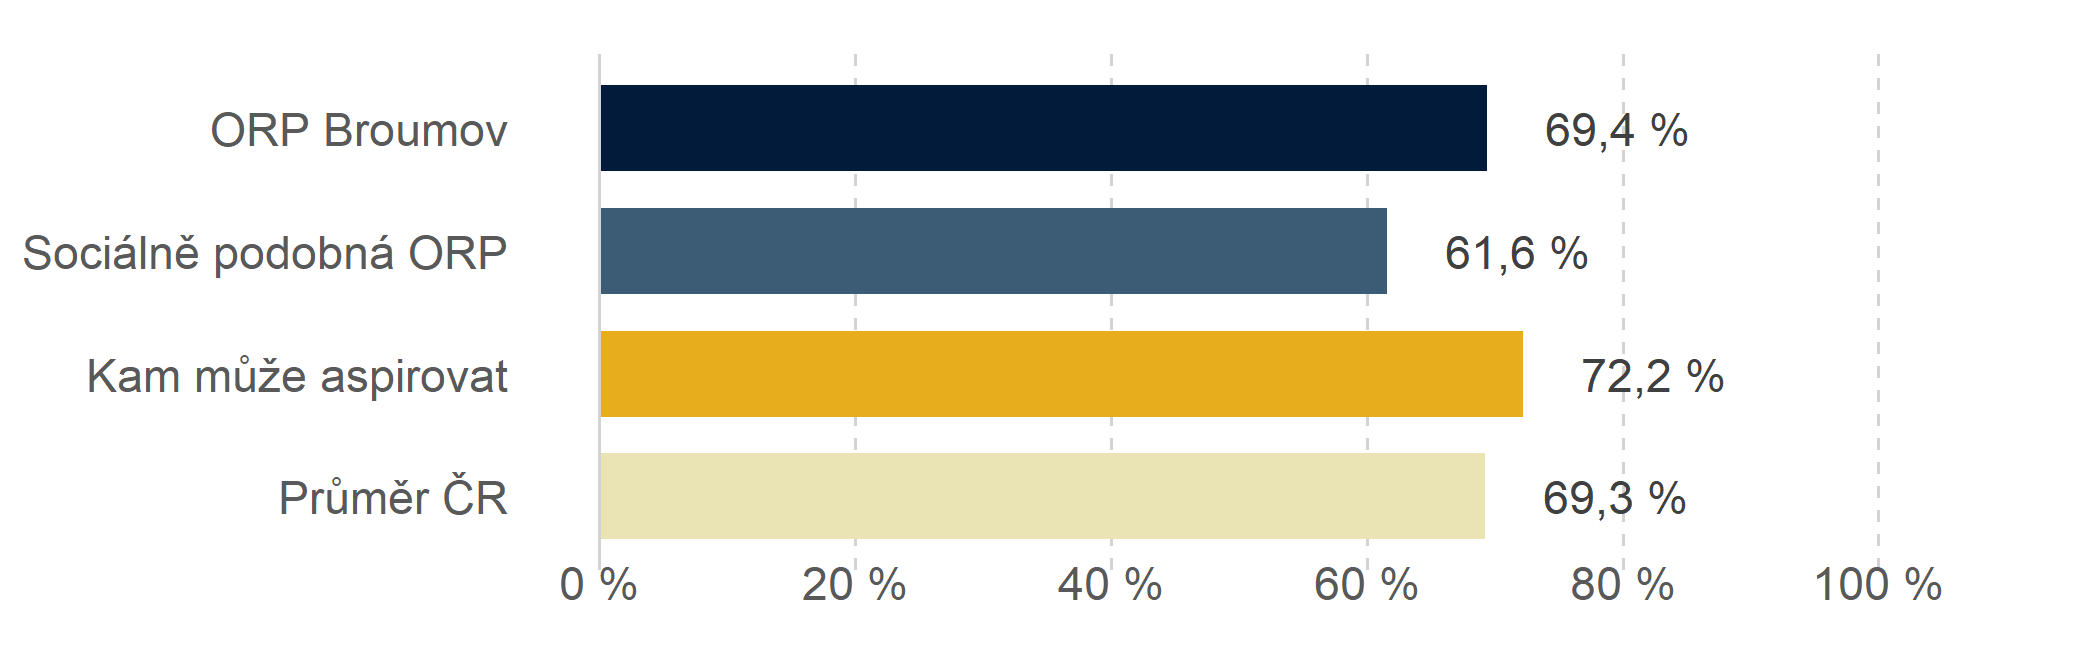 ORP Broumov 69,4 %
Sociálně podobná ORP 61,6 %
Kam může aspirovat 72,2 %
Průměr ČR 69,3 %
0 % 20 % 40 % 60 % 80 % 100 %